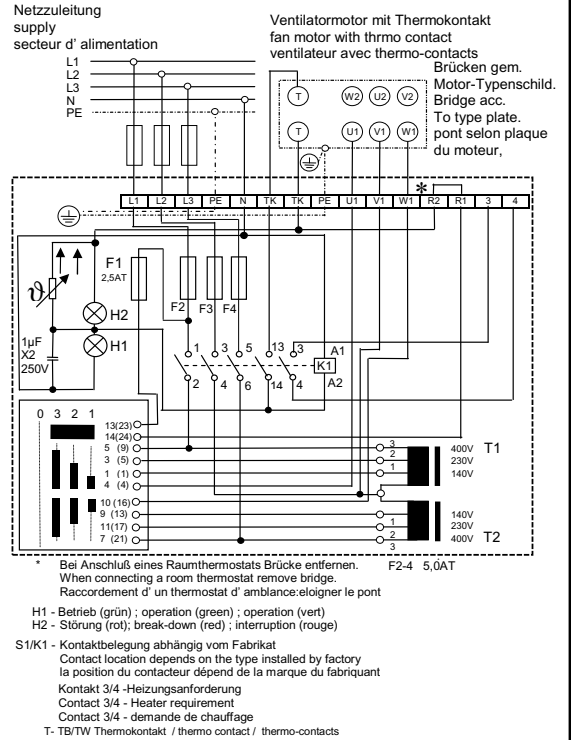 Netzzuleitung
supply
secteur d' alimentation
Ventilatormotor mit Thermokontakt
fan motor with thrmo contact
ventilateur avec thermo-contacts
Brücken gem.
Motor-Typenschild.
Bridge acc.
To type plate.
pont selon plaque
du moteur,
L1
L2
L3
N
PE
T W2 U2 V2
T U1 V1 W1
*
L1 L2 L3 PE N TK TK PE U1 V1 W1 R2 R1 3 4
F1
2,5AT
ϑ
H2
H1
F2 F3 F4
1µF
X2
250V
1 3 5 13 3
A1
K1
A2
2 4 6 14 4
0 3 2 1
13(23)
14(24)
5 (9)
3 (5)
1 (1)
4 (4)
10 (16)
9 (13)
11(17)
7 (21)
3
2
1
400V
230V
140V
T1
1
2
3
140V
230V
400V
T2
* Bei Anschluß eines Raumthermostats Brücke entfernen.
When connecting a room thermostat remove bridge.
Raccordement d' un thermostat d' ambiance:eloigner le pont
F2-4 5,0AT
H1 - Betrieb (grün) ; operation (green) ; operation (vert)
H2 - Störung (rot); break-down (red) ; interruption (rouge)
S1/K1 - Kontaktbelegung abhängig vom Fabrikat
Contact location depends on the type installed by factory
la position du contacteur dépend de la marque du fabriquant
Kontakt 3/4 -Heizungsanforderung
Contact 3/4 - Heater requirement
Contact 3/4 - demande de chauffage
T- TB/TW Thermokontakt / thermo contact / thermo-contacts